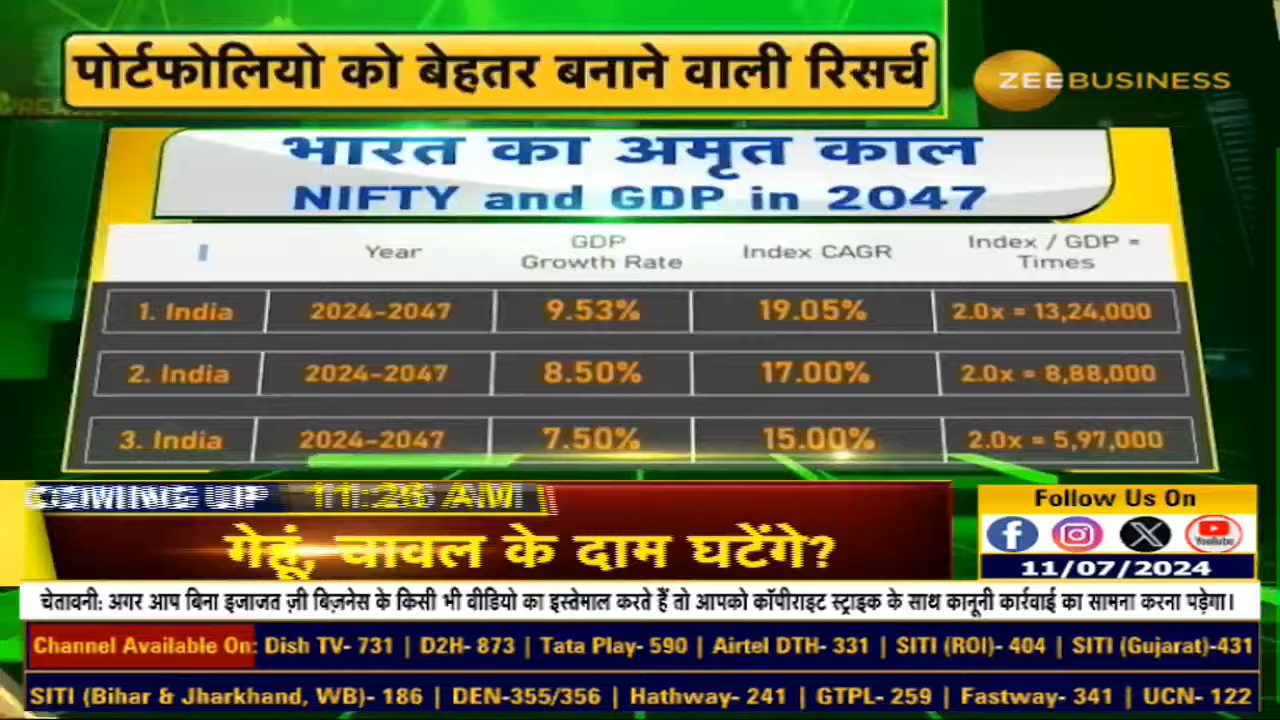 पोर्टफोलियो को बेहतर बनाने वाली रिसर्च
ZEE BUSINESS
भारत का अमृत काल
NIFTY and GDP in 2047
Year GDP Growth Rate Index CAGR Index / GDP = Times
1. India 2024-2047 9.53% 19.05% 2.0x = 13,24,000
2. India 2024-2047 8.50% 17.00% 2.0x = 8,88,000
3. India 2024-2047 7.50% 15.00% 2.0x = 5,97,000
COMING UP 11:26 AM
गेहूं, चावल के दाम घटेंगे?
Follow Us On
YouTube
11/07/2024
चेतावनी: अगर आप बिना इजाजत ज़ी बिज़नेस के किसी भी वीडियो का इस्तेमाल करते हैं तो आपको कॉपीराइट स्ट्राइक के साथ कानूनी कार्रवाई का सामना करना पड़ेगा।
Channel Available On: Dish TV- 731 | D2H- 873 | Tata Play- 590 | Airtel DTH- 331 | SITI (ROI)- 404 | SITI (Gujarat)-431
SITI (Bihar & Jharkhand, WB)- 186 | DEN-355/356 | Hathway- 241 | GTPL- 259 | Fastway- 341 | UCN- 122